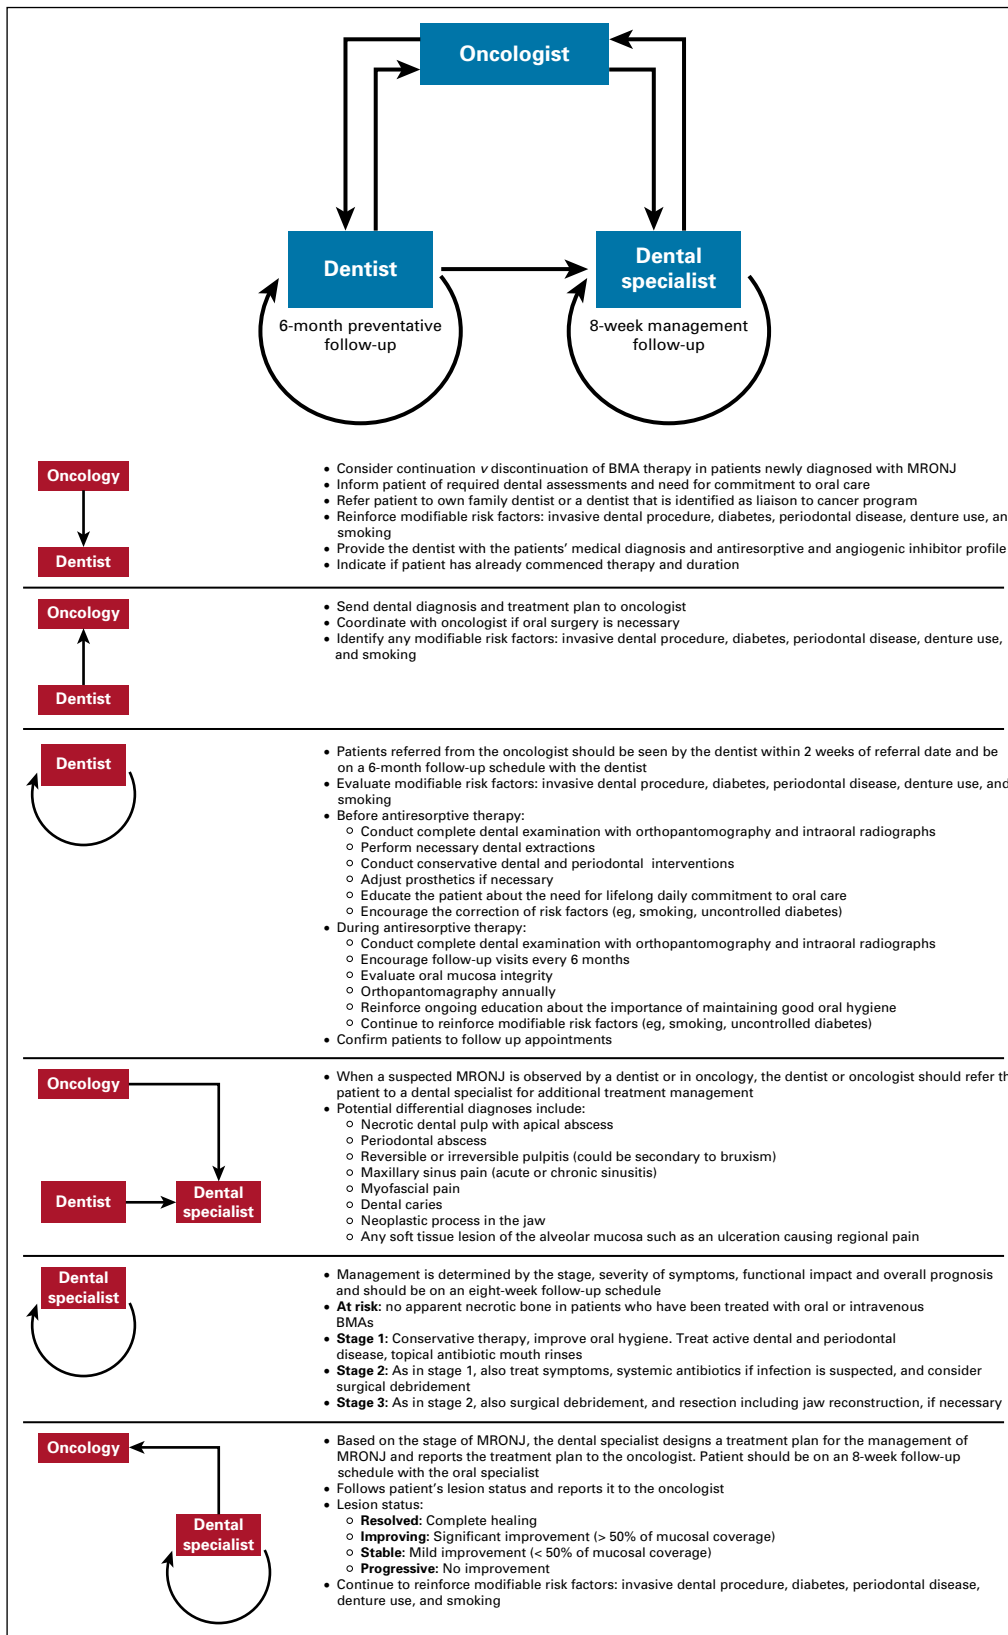 Oncologist
Dentist
Dental
specialist
6-month preventative
follow-up
8-week management
follow-up
Oncology
Dentist
• Consider continuation v discontinuation of BMA therapy in patients newly diagnosed with MRONJ
• Inform patient of required dental assessments and need for commitment to oral care
• Refer patient to own family dentist or a dentist that is identified as liaison to cancer program
• Reinforce modifiable risk factors: invasive dental procedure, diabetes, periodontal disease, denture use, an
smoking
• Provide the dentist with the patients' medical diagnosis and antiresorptive and angiogenic inhibitor profile
• Indicate if patient has already commenced therapy and duration
Oncology
Dentist
• Send dental diagnosis and treatment plan to oncologist
• Coordinate with oncologist if oral surgery is necessary
• Identify any modifiable risk factors: invasive dental procedure, diabetes, periodontal disease, denture use,
and smoking
Dentist
• Patients referred from the oncologist should be seen by the dentist within 2 weeks of referral date and be
on a 6-month follow-up schedule with the dentist
• Evaluate modifiable risk factors: invasive dental procedure, diabetes, periodontal disease, denture use, and
smoking
• Before antiresorptive therapy:
○ Conduct complete dental examination with orthopantomography and intraoral radiographs
○ Perform necessary dental extractions
○ Conduct conservative dental and periodontal interventions
○ Adjust prosthetics if necessary
○ Educate the patient about the need for lifelong daily commitment to oral care
○ Encourage the correction of risk factors (eg, smoking, uncontrolled diabetes)
• During antiresorptive therapy:
○ Conduct complete dental examination with orthopantomography and intraoral radiographs
○ Encourage follow-up visits every 6 months
○ Evaluate oral mucosa integrity
○ Orthopantomagraphy annually
○ Reinforce ongoing education about the importance of maintaining good oral hygiene
○ Continue to reinforce modifiable risk factors (eg, smoking, uncontrolled diabetes)
• Confirm patients to follow up appointments
Oncology
Dentist
Dental
specialist
• When a suspected MRONJ is observed by a dentist or in oncology, the dentist or oncologist should refer th
patient to a dental specialist for additional treatment management
• Potential differential diagnoses include:
○ Necrotic dental pulp with apical abscess
○ Periodontal abscess
○ Reversible or irreversible pulpitis (could be secondary to bruxism)
○ Maxillary sinus pain (acute or chronic sinusitis)
○ Myofascial pain
○ Dental caries
○ Neoplastic process in the jaw
○ Any soft tissue lesion of the alveolar mucosa such as an ulceration causing regional pain
Dental
specialist
• Management is determined by the stage, severity of symptoms, functional impact and overall prognosis
and should be on an eight-week follow-up schedule
• At risk: no apparent necrotic bone in patients who have been treated with oral or intravenous
BMAs
• Stage 1: Conservative therapy, improve oral hygiene. Treat active dental and periodontal
disease, topical antibiotic mouth rinses
• Stage 2: As in stage 1, also treat symptoms, systemic antibiotics if infection is suspected, and consider
surgical debridement
• Stage 3: As in stage 2, also surgical debridement, and resection including jaw reconstruction, if necessary
Oncology
Dental
specialist
• Based on the stage of MRONJ, the dental specialist designs a treatment plan for the management of
MRONJ and reports the treatment plan to the oncologist. Patient should be on an 8-week follow-up
schedule with the oral specialist
• Follows patient's lesion status and reports it to the oncologist
• Lesion status:
○ Resolved: Complete healing
○ Improving: Significant improvement (> 50% of mucosal coverage)
○ Stable: Mild improvement (< 50% of mucosal coverage)
○ Progressive: No improvement
• Continue to reinforce modifiable risk factors: invasive dental procedure, diabetes, periodontal disease,
denture use, and smoking